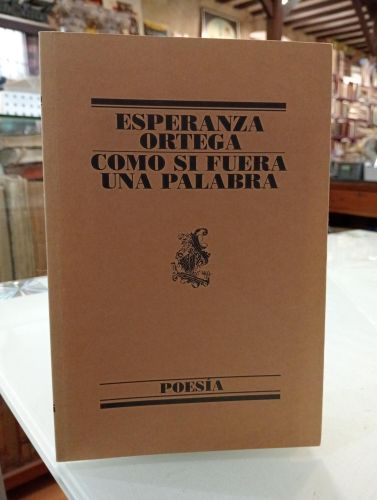 ESPERANZA
ORTEGA
COMO SI FUERA
UNA PALABRA
POESÍA